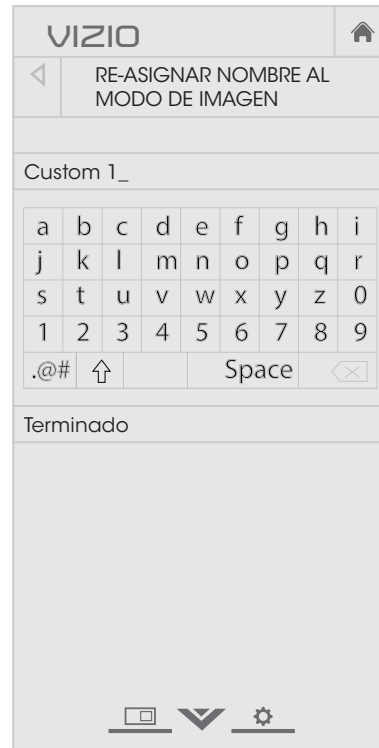 VIZIO
RE-ASIGNAR NOMBRE AL
MODO DE IMAGEN
Custom 1_
a b c d e f g h i
j k l m n o p q r
s t u v w x y z 0
1 2 3 4 5 6 7 8 9
.@# Space
Terminado